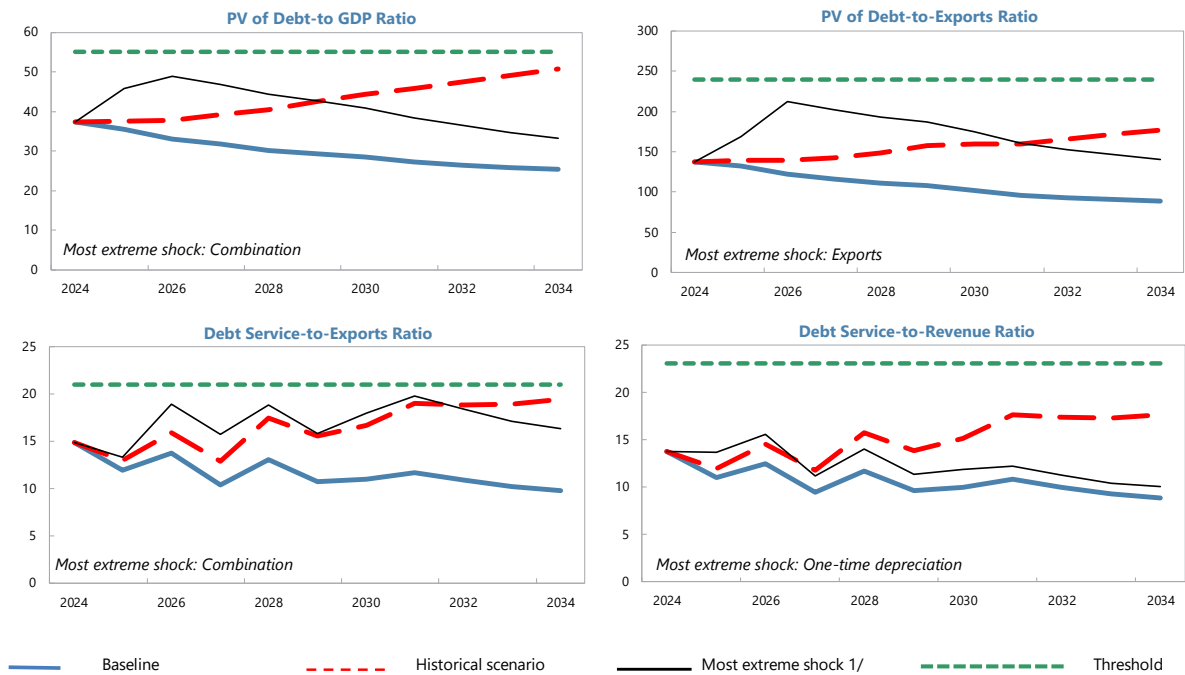 PV of Debt-to GDP Ratio
60
50
40
30
20
10
0
Most extreme shock: Combination
2024 2026 2028 2030 2032 2034
PV of Debt-to-Exports Ratio
300
250
200
150
100
50
0
Most extreme shock: Exports
2024 2026 2028 2030 2032 2034
Debt Service-to-Exports Ratio
25
20
15
10
5
0
Most extreme shock: Combination
2024 2026 2028 2030 2032 2034
Debt Service-to-Revenue Ratio
25
20
15
10
5
0
Most extreme shock: One-time depreciation
2024 2026 2028 2030 2032 2034
Baseline Historical scenario Most extreme shock 1/ Threshold